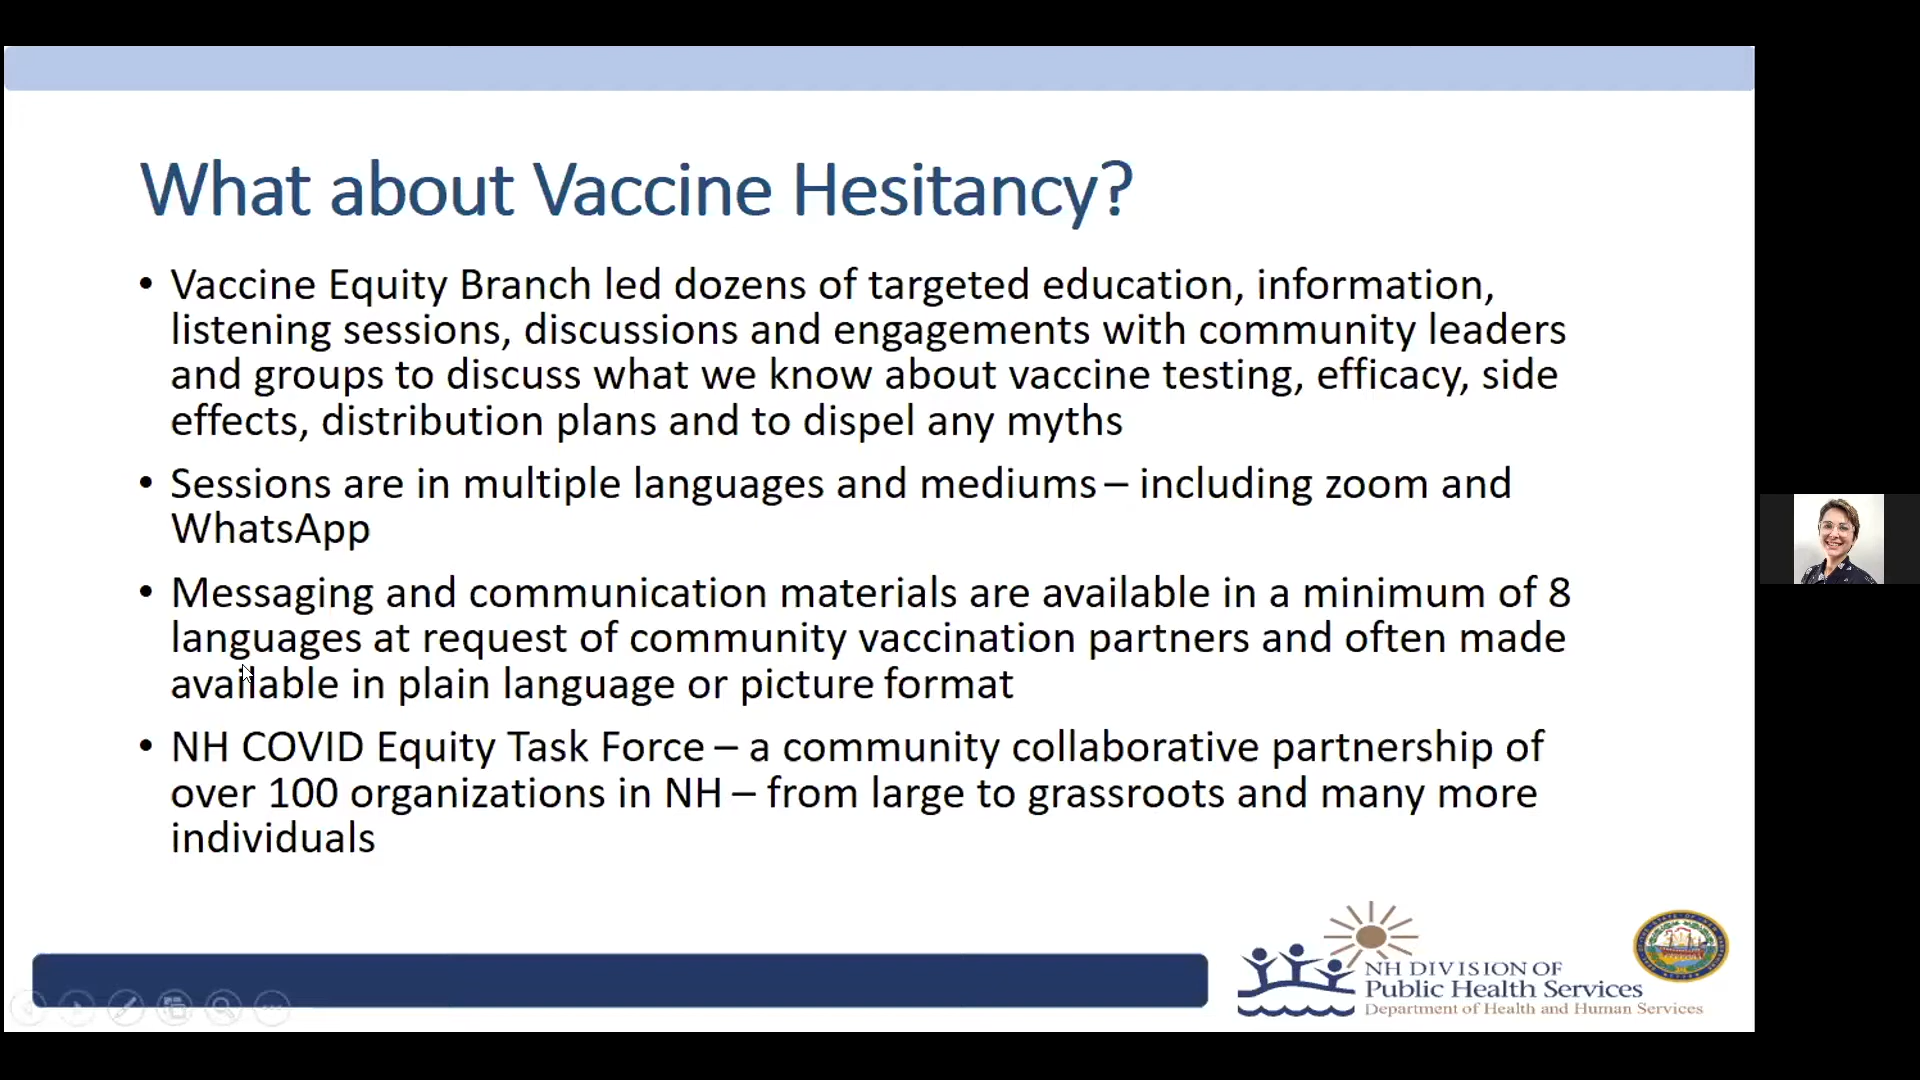 What about Vaccine Hesitancy?
• Vaccine Equity Branch led dozens of targeted education, information,
listening sessions, discussions and engagements with community leaders
and groups to discuss what we know about vaccine testing, efficacy, side
effects, distribution plans and to dispel any myths
• Sessions are in multiple languages and mediums – including zoom and
WhatsApp
• Messaging and communication materials are available in a minimum of 8
languages at request of community vaccination partners and often made
available in plain language or picture format
• NH COVID Equity Task Force – a community collaborative partnership of
over 100 organizations in NH – from large to grassroots and many more
individuals
NH DIVISION OF
Public Health Services
Department of Health and Human Services